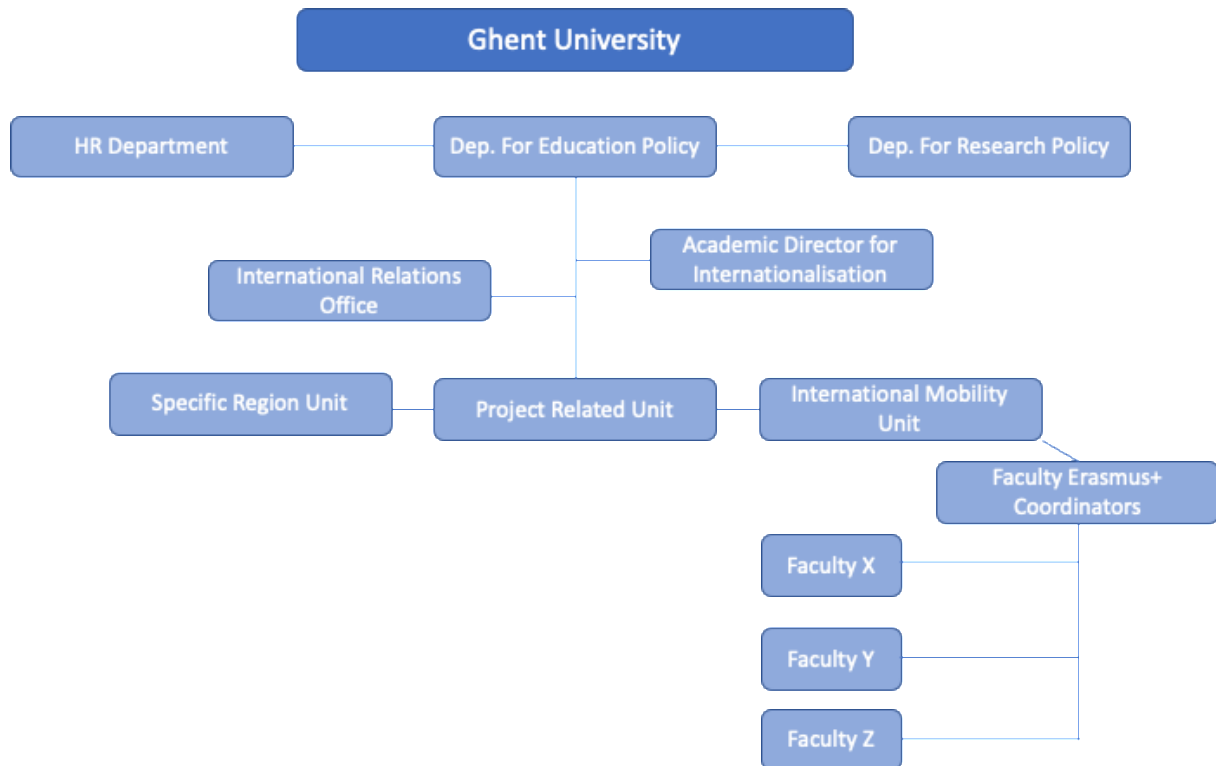 Ghent University
HR Department
Dep. For Education Policy
Dep. For Research Policy
Academic Director for
Internationalisation
International Relations
Office
Specific Region Unit
Project Related Unit
International Mobility
Unit
Faculty Erasmus+
Coordinators
Faculty X
Faculty Y
Faculty Z